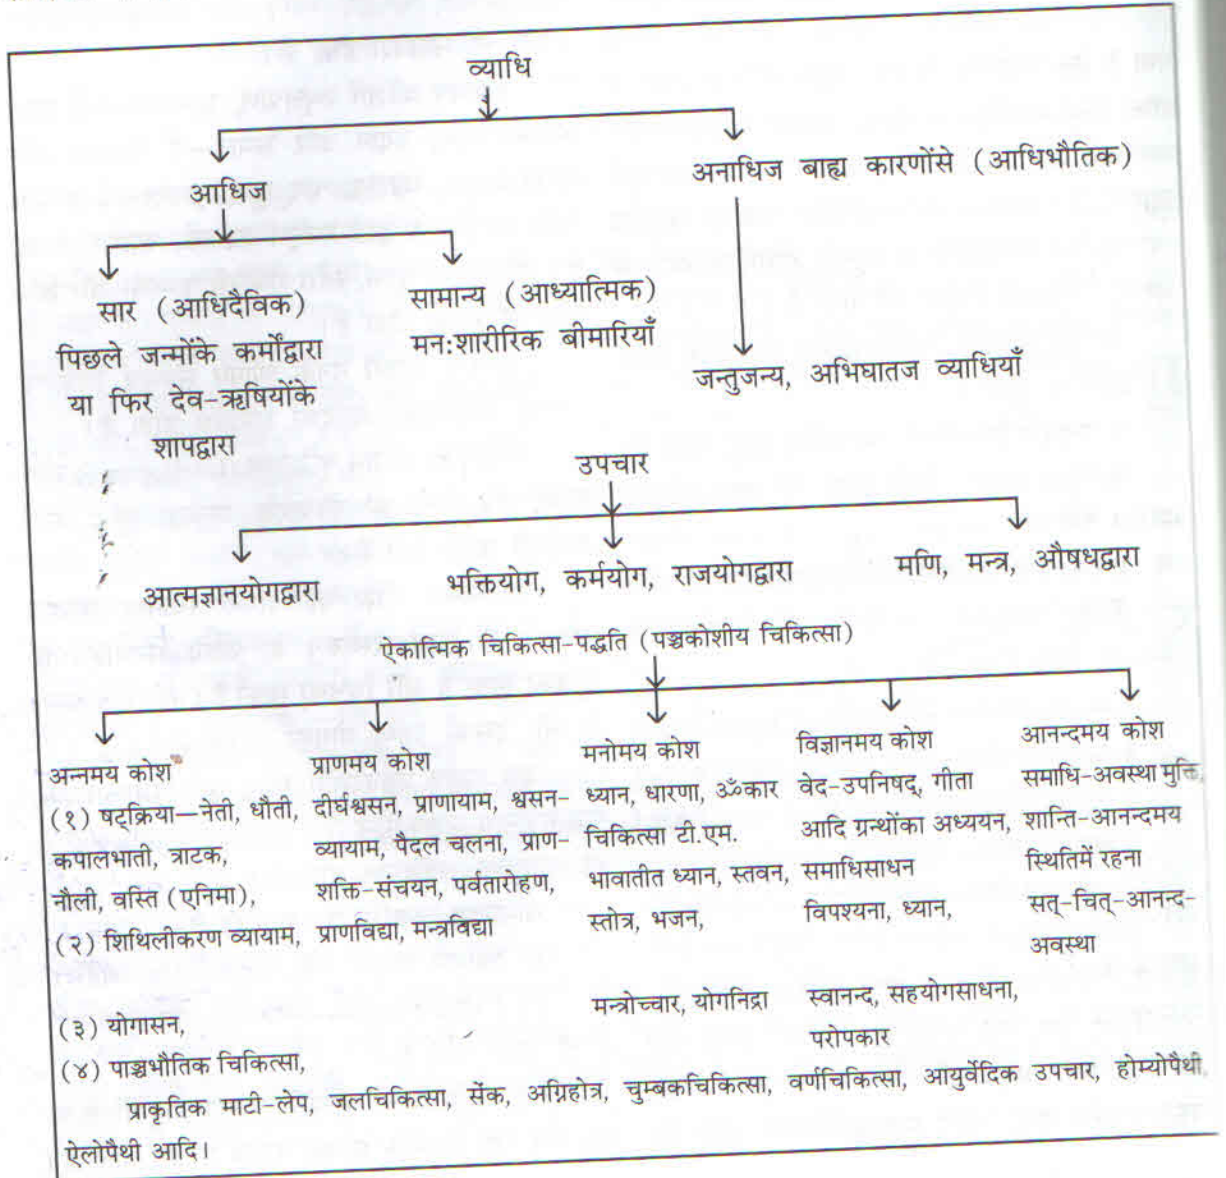 व्याधि
आधिज
अनाधिज बाह्य कारणोंसे (आधिभौतिक)
सार (आधिदैविक)
पिछले जन्मोंके कर्मोंद्वारा
या फिर देव-ऋषियोंके
शापद्वारा
सामान्य (आध्यात्मिक)
मन:शारीरिक बीमारियाँ
जन्तुजन्य, अभिघातज व्याधियाँ
उपचार
आत्मज्ञानयोगद्वारा
भक्तियोग, कर्मयोग, राजयोगद्वारा
मणि, मन्त्र, औषधद्वारा
ऐकात्मिक चिकित्सा-पद्धति (पञ्चकोशीय चिकित्सा)
अन्नमय कोश
(१) षट्क्रिया—नेती, धौती,
कपालभाती, त्राटक,
नौली, वस्ति (एनिमा),
(२) शिथिलीकरण व्यायाम,
(३) योगासन,
(४) पाञ्चभौतिक चिकित्सा,
प्राणमय कोश
दीर्घश्वसन, प्राणायाम, श्वसन-
व्यायाम, पैदल चलना, प्राण-
शक्ति-संचयन, पर्वतारोहण,
प्राणविद्या, मन्त्रविद्या
मनोमय कोश
ध्यान, धारणा, ॐकार
चिकित्सा टी.एम.
भावातीत ध्यान, स्तवन,
स्तोत्र, भजन,
मन्त्रोच्चार, योगनिद्रा
विज्ञानमय कोश
वेद-उपनिषद्, गीता
आदि ग्रन्थोंका अध्ययन,
समाधिसाधन
विपश्यना, ध्यान,
स्वानन्द, सहयोगसाधना,
परोपकार
आनन्दमय कोश
समाधि-अवस्था मुक्ति,
शान्ति-आनन्दमय
स्थितिमें रहना
सत्-चित्-आनन्द-
अवस्था
प्राकृतिक माटी-लेप, जलचिकित्सा, सेंक, अग्निहोत्र, चुम्बकचिकित्सा, वर्णचिकित्सा, आयुर्वेदिक उपचार, होम्योपैथी,
ऐलोपैथी आदि।